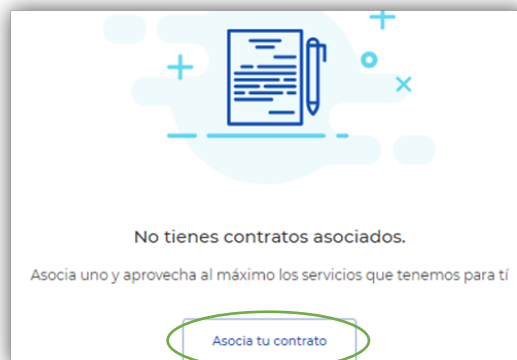 No tienes contratos asociados.
Asocia uno y aprovecha al máximo los servicios que tenemos para tí
Asocia tu contrato